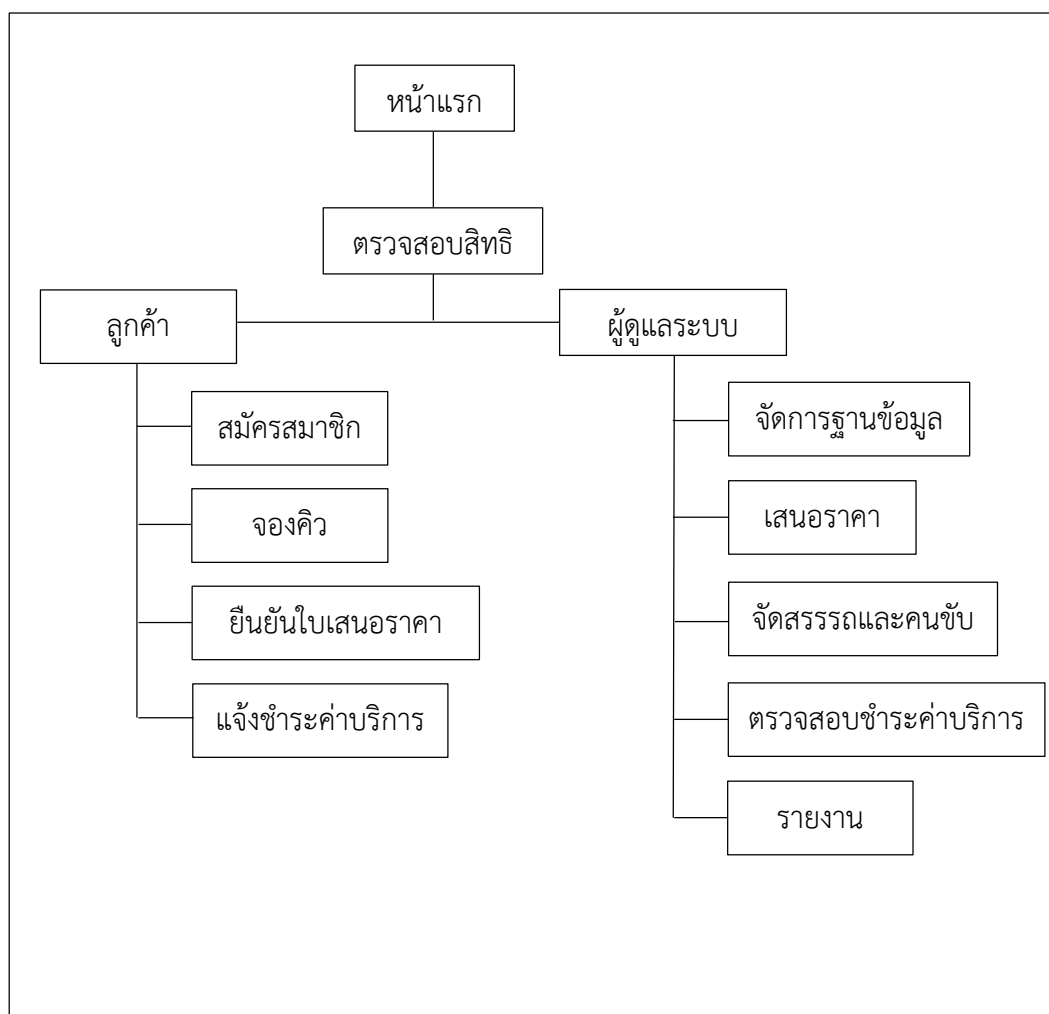 หน้าแรก
ตรวจสอบสิทธิ
ลูกค้า
สมัครสมาชิก
จองคิว
ยืนยันใบเสนอราคา
แจ้งชำระค่าบริการ
ผู้ดูแลระบบ
จัดการฐานข้อมูล
เสนอราคา
จัดสรรรถและคนขับ
ตรวจสอบชำระค่าบริการ
รายงาน